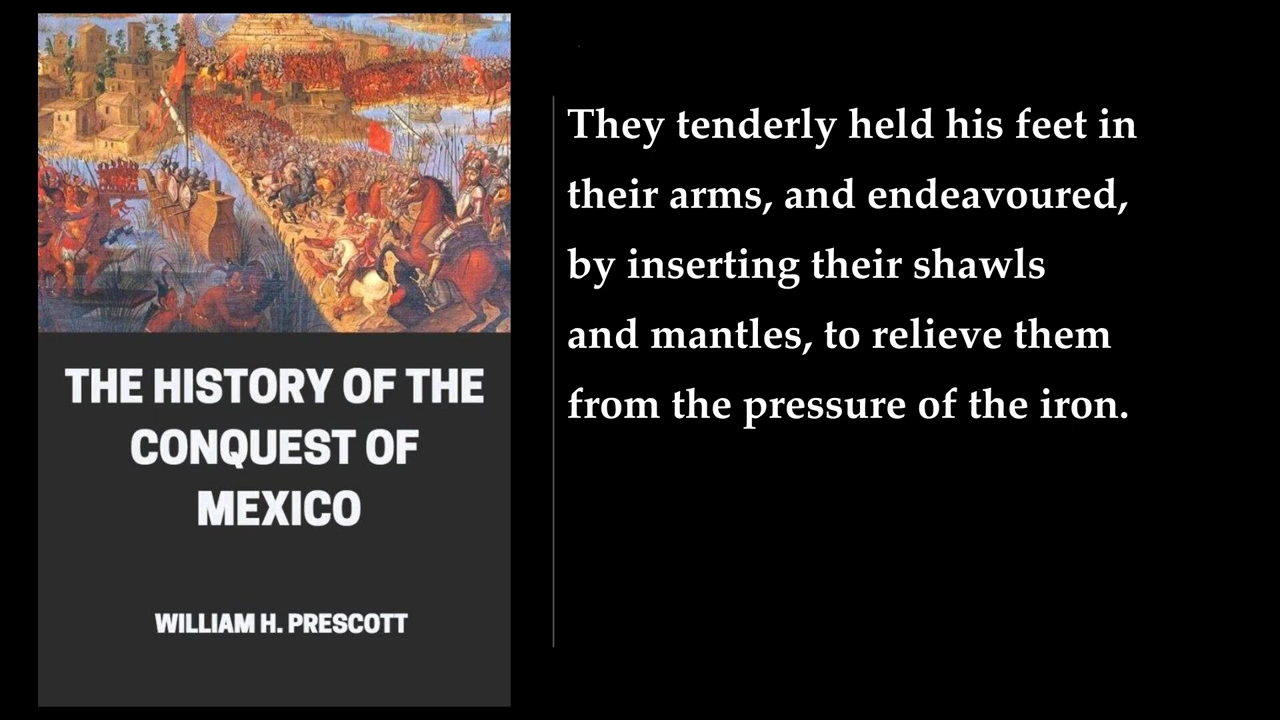 THE HISTORY OF THE
CONQUEST OF
MEXICO
WILLIAM H. PRESCOTT
They tenderly held his feet in
their arms, and endeavoured,
by inserting their shawls
and mantles, to relieve them
from the pressure of the iron.